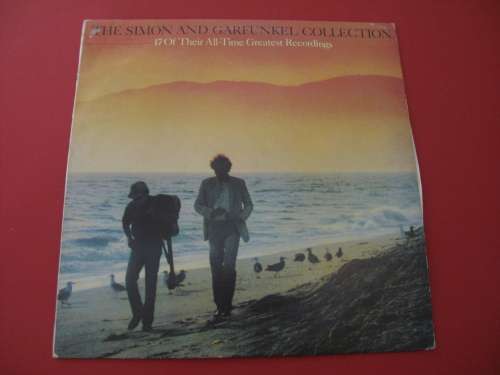 THE SIMON AND GARFUNKEL COLLECTION
17 Of Their All-Time Greatest Recordings